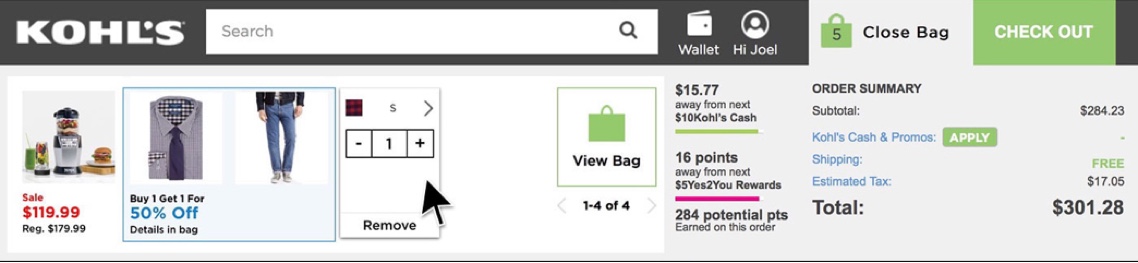 KOHL'S
Search
Wallet
Hi Joel
5
Close Bag
CHECK OUT
Sale
$119.99
Reg. $179.99
Buy 1 Get 1 For
50% Off
Details in bag
S
- 1 +
Remove
View Bag
1-4 of 4
$15.77
away from next
$10Kohl's Cash
16 points
away from next
$5Yes2You Rewards
284 potential pts
Earned on this order
ORDER SUMMARY
Subtotal: $284.23
Kohl's Cash & Promos: APPLY -
Shipping: FREE
Estimated Tax: $17.05
Total: $301.28